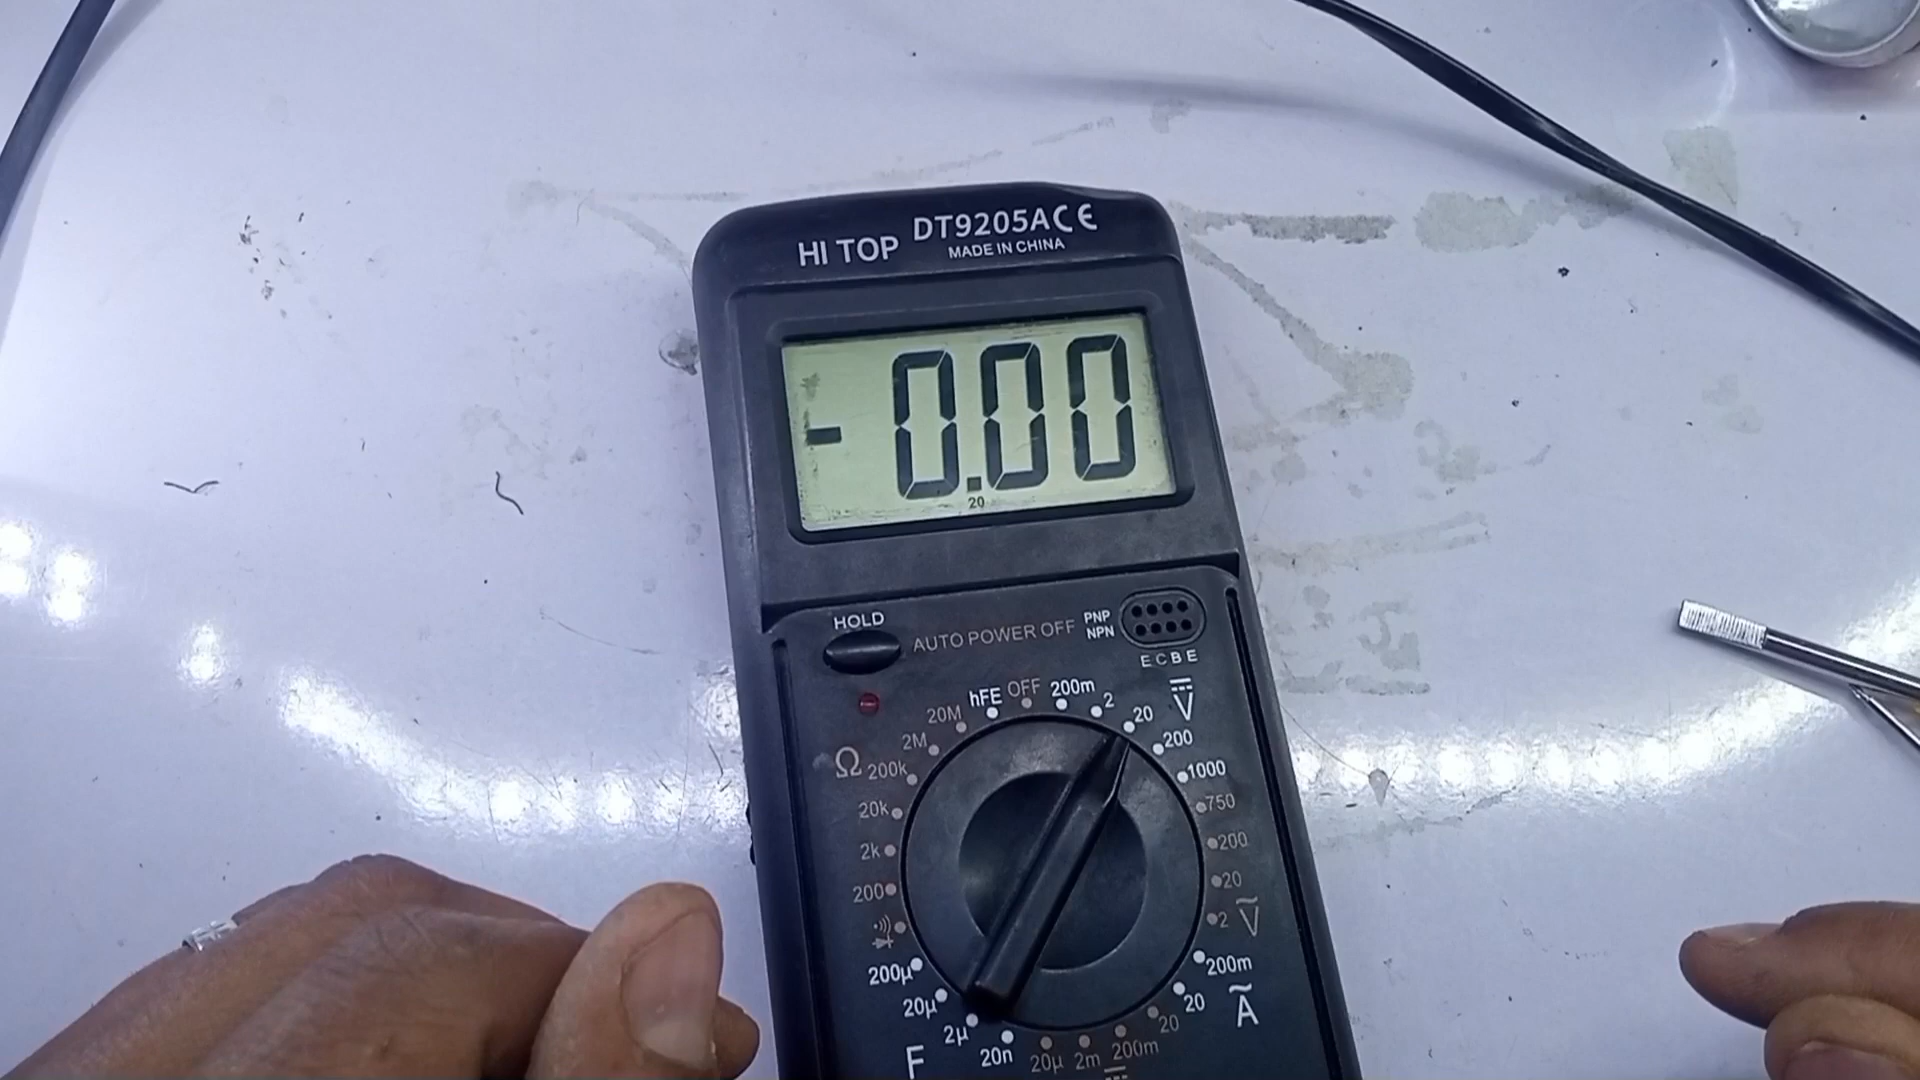 HI TOP DT9205A CE
MADE IN CHINA
-0.00
20
HOLD
AUTO POWER OFF
PNP
NPN
E C B E
hFE OFF 200m 2 20 200 1000 750 200 20 2
V
V
200m 20
A
20 200m 2m 20µ
20n 2µ 20µ 200µ
F
200 2k 20k 200k 2M 20M
Ω